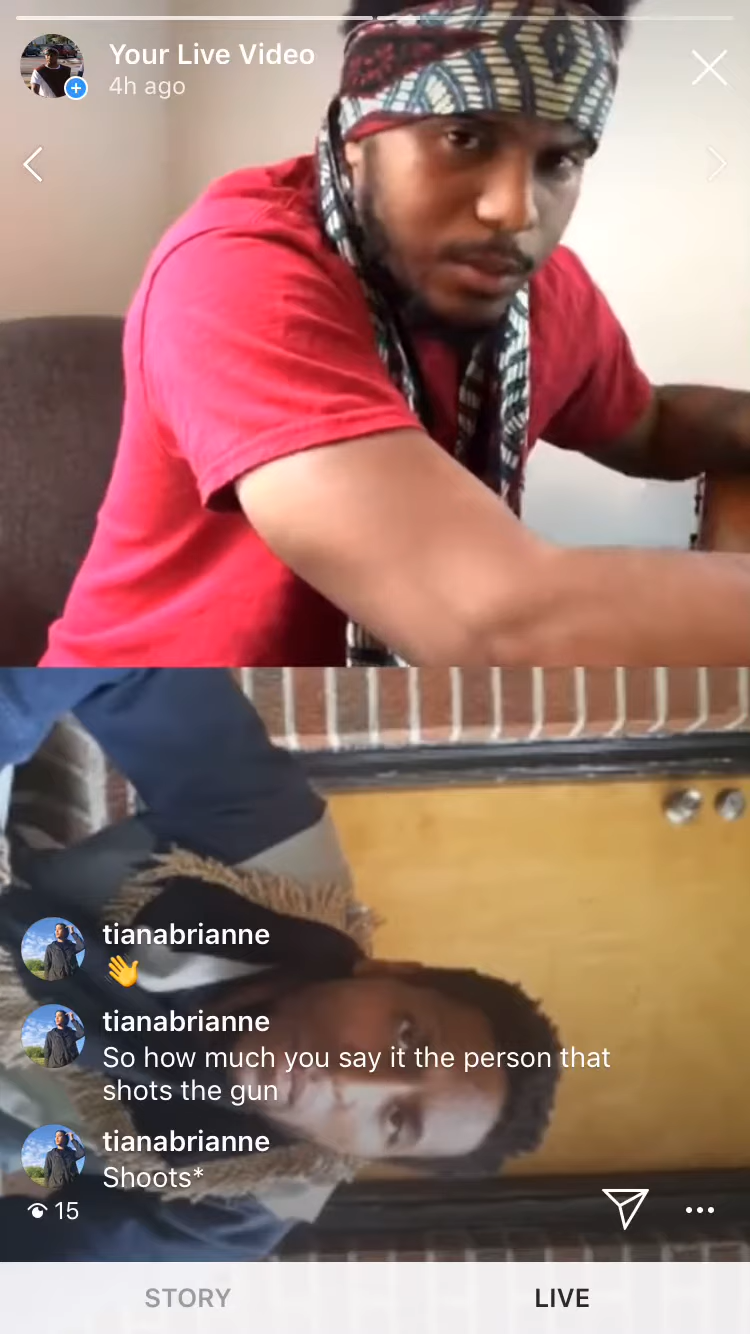 Your Live Video
4h ago
tianabrianne
👋
tianabrianne
So how much you say it the person that
shots the gun
tianabrianne
Shoots*
15
STORY
LIVE